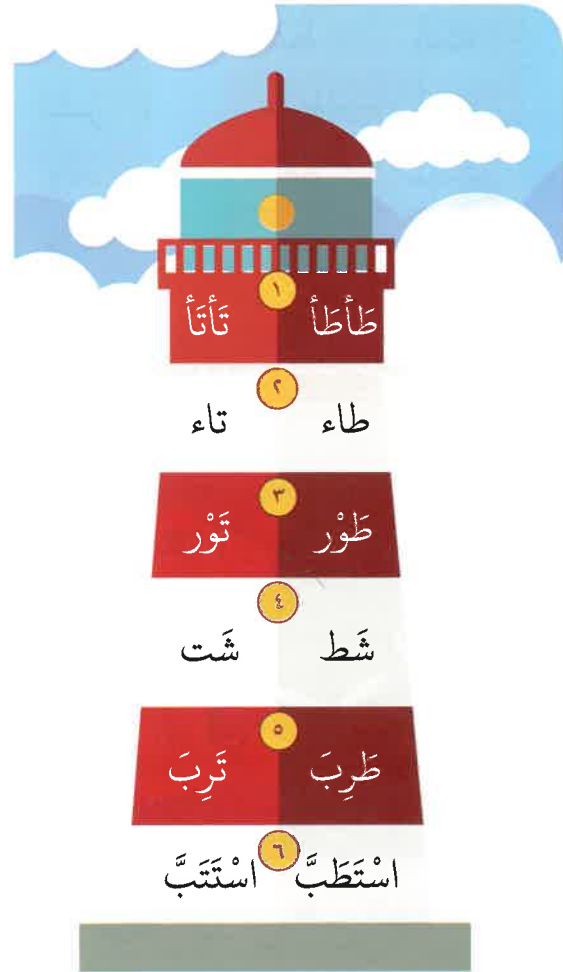 ١
طَأطَأ تَأتَأ
٢
طاء تاء
٣
طَوْر تَوْر
٤
شَط شَت
٥
طَرِبَ تَرِبَ
٦
اسْتَطَبَّ اسْتَتَبَّ